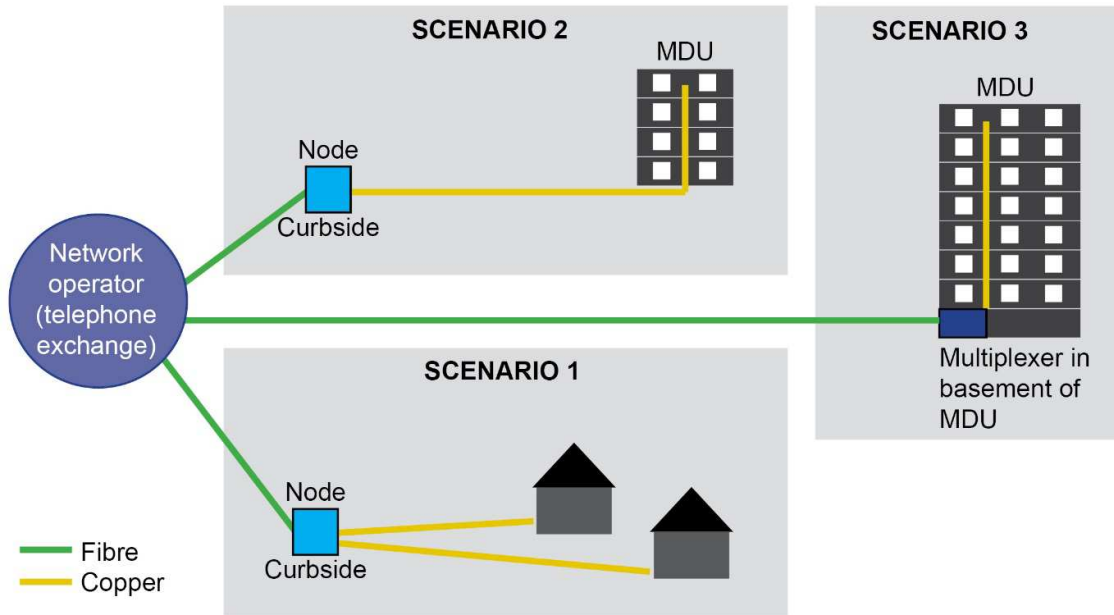 SCENARIO 2
MDU
Node
Curbside
SCENARIO 3
MDU
Multiplexer in
basement of
MDU
Network
operator
(telephone
exchange)
SCENARIO 1
Node
Curbside
Fibre
Copper